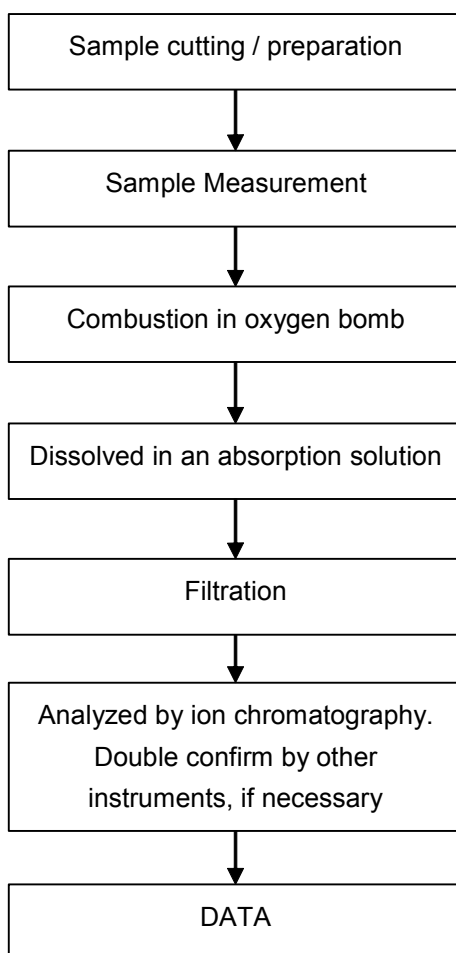 Sample cutting / preparation
Sample Measurement
Combustion in oxygen bomb
Dissolved in an absorption solution
Filtration
Analyzed by ion chromatography.
Double confirm by other
instruments, if necessary
DATA